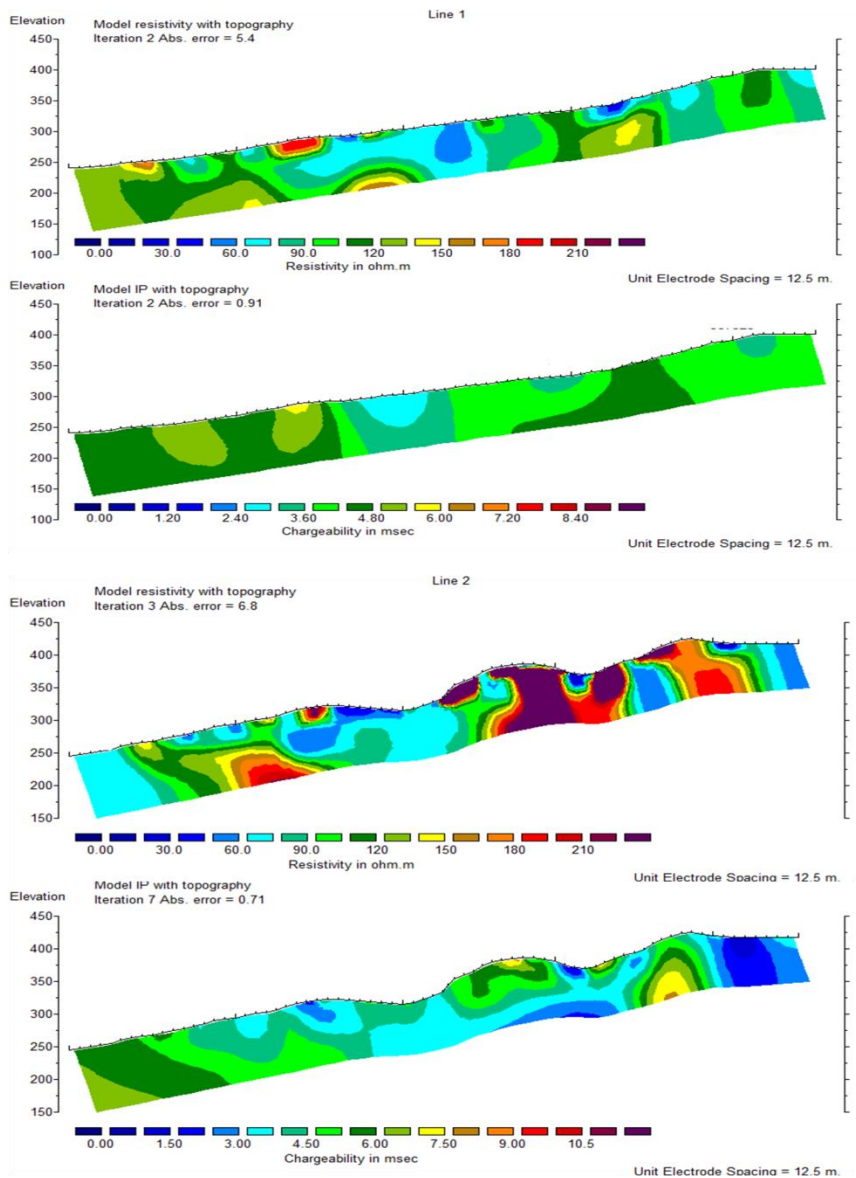 Line 1
Elevation
Model resistivity with topography
Iteration 2 Abs. error = 5.4
450
400
350
300
250
200
150
100
0.00 30.0 60.0 90.0 120 150 180 210
Resistivity in ohm.m
Unit Electrode Spacing = 12.5 m.
Elevation
Model IP with topography
Iteration 2 Abs. error = 0.91
450
400
350
300
250
200
150
100
0.00 1.20 2.40 3.60 4.80 6.00 7.20 8.40
Chargeability in msec
Unit Electrode Spacing = 12.5 m.
Line 2
Elevation
Model resistivity with topography
Iteration 3 Abs. error = 6.8
450
400
350
300
250
200
150
0.00 30.0 60.0 90.0 120 150 180 210
Resistivity in ohm.m
Unit Electrode Spacing = 12.5 m.
Elevation
Model IP with topography
Iteration 7 Abs. error = 0.71
450
400
350
300
250
200
150
0.00 1.50 3.00 4.50 6.00 7.50 9.00 10.5
Chargeability in msec
Unit Electrode Spacing = 12.5 m.